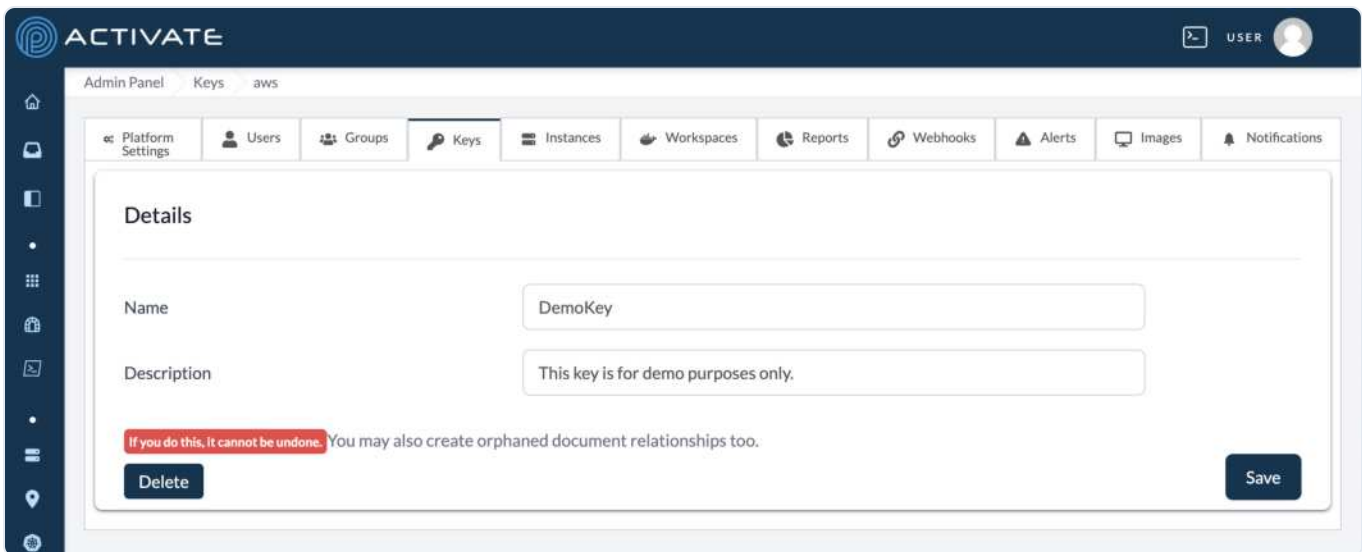 ACTIVATE
USER
Admin Panel Keys aws
Platform Settings Users Groups Keys Instances Workspaces Reports Webhooks Alerts Images Notifications
Details
Name DemoKey
Description This key is for demo purposes only.
If you do this, it cannot be undone. You may also create orphaned document relationships too.
Delete
Save